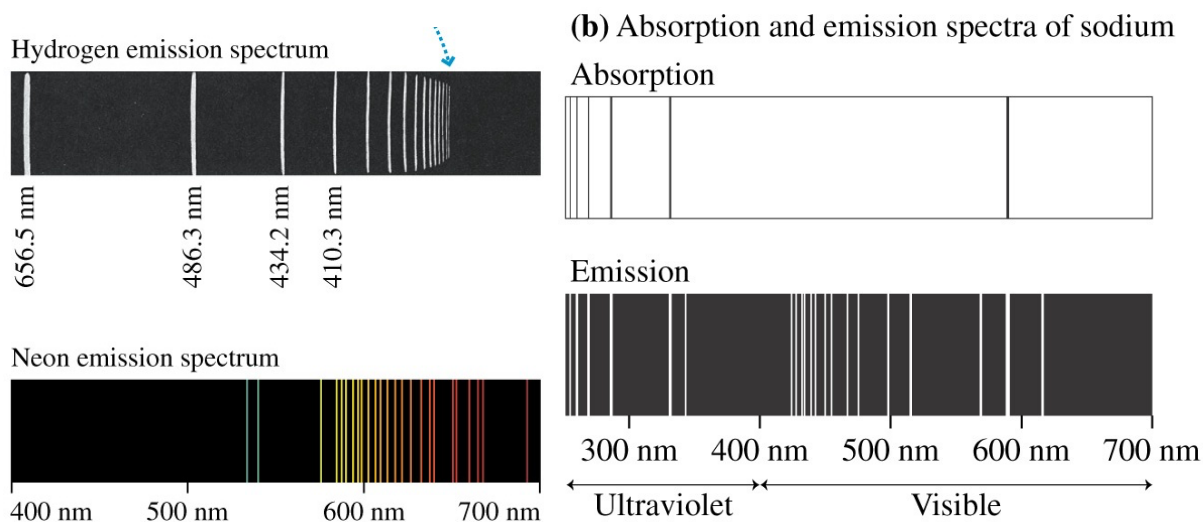 Hydrogen emission spectrum
656.5 nm
486.3 nm
434.2 nm
410.3 nm
Neon emission spectrum
400 nm 500 nm 600 nm 700 nm
(b) Absorption and emission spectra of sodium
Absorption
Emission
300 nm 400 nm 500 nm 600 nm 700 nm
Ultraviolet Visible